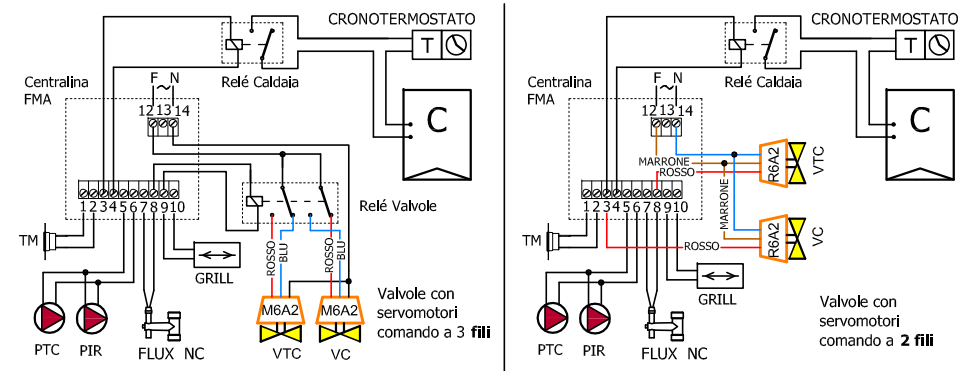 CRONOTERMOSTATO
T
Relé Caldaia
Centralina
FMA
F N
~
12 13 14
C
1 2 3 4 5 6 7 8 9 10
Relé Valvole
TM
GRILL
ROSSO
BLU
ROSSO
BLU
M6A2
M6A2
PTC
PIR
FLUX NC
VTC
VC
Valvole con
servomotori
comando a 3 fili
CRONOTERMOSTATO
T
Relé Caldaia
Centralina
FMA
F N
~
12 13 14
C
MARRONE
ROSSO
R6A2
VTC
1 2 3 4 5 6 7 8 9 10
MARRONE
TM
ROSSO
R6A2
VC
GRILL
PTC
PIR
FLUX NC
Valvole con
servomotori
comando a 2 fili